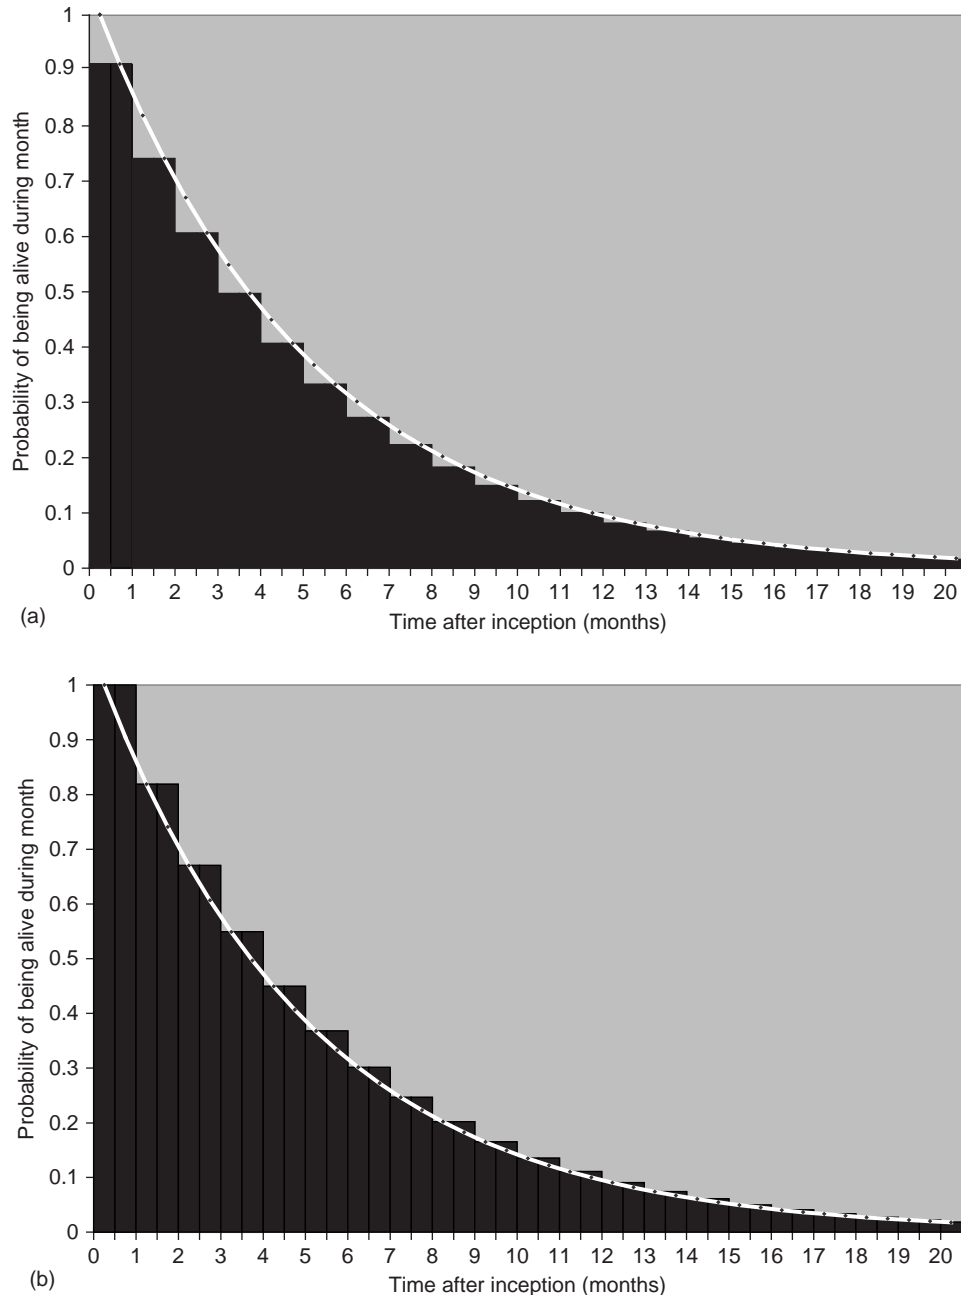 1
0.9
0.8
0.7
0.6
0.5
0.4
0.3
0.2
0.1
0
Probability of being alive during month
0 1 2 3 4 5 6 7 8 9 10 11 12 13 14 15 16 17 18 19 20
(a)
Time after inception (months)
1
0.9
0.8
0.7
0.6
0.5
0.4
0.3
0.2
0.1
0
Probability of being alive during month
0 1 2 3 4 5 6 7 8 9 10 11 12 13 14 15 16 17 18 19 20
(b)
Time after inception (months)